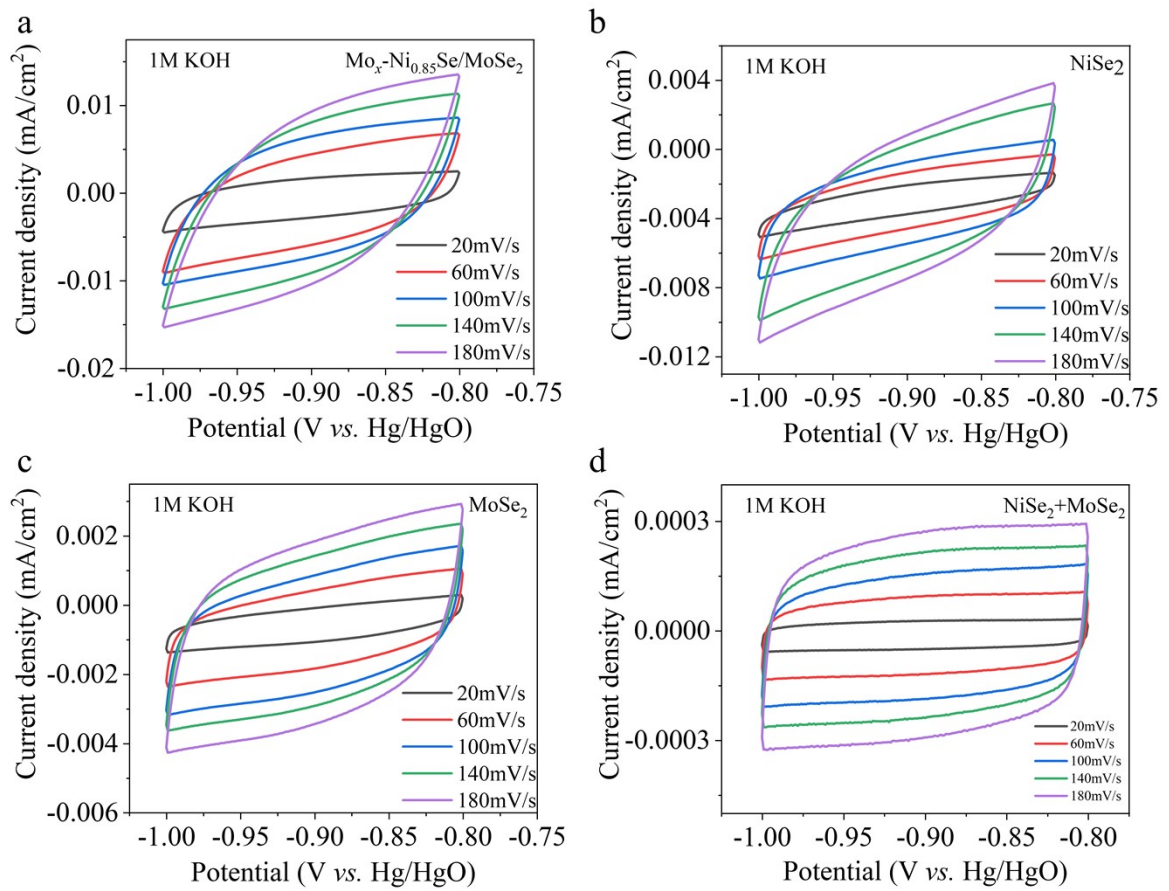 a
1M KOH
Moₓ-Ni₀.₈₅Se/MoSe₂
0.01
0.00
-0.01
-0.02
Current density (mA/cm²)
20mV/s
60mV/s
100mV/s
140mV/s
180mV/s
-1.00 -0.95 -0.90 -0.85 -0.80 -0.75
Potential (V vs. Hg/HgO)
b
1M KOH
NiSe₂
0.004
0.000
-0.004
-0.008
-0.012
Current density (mA/cm²)
20mV/s
60mV/s
100mV/s
140mV/s
180mV/s
-1.00 -0.95 -0.90 -0.85 -0.80 -0.75
Potential (V vs. Hg/HgO)
c
1M KOH
MoSe₂
0.002
0.000
-0.002
-0.004
-0.006
Current density (mA/cm²)
20mV/s
60mV/s
100mV/s
140mV/s
180mV/s
-1.00 -0.95 -0.90 -0.85 -0.80 -0.75
Potential (V vs. Hg/HgO)
d
1M KOH
NiSe₂+MoSe₂
0.0003
0.0000
-0.0003
Current density (mA/cm²)
20mV/s
60mV/s
100mV/s
140mV/s
180mV/s
-1.00 -0.95 -0.90 -0.85 -0.80
Potential (V vs. Hg/HgO)